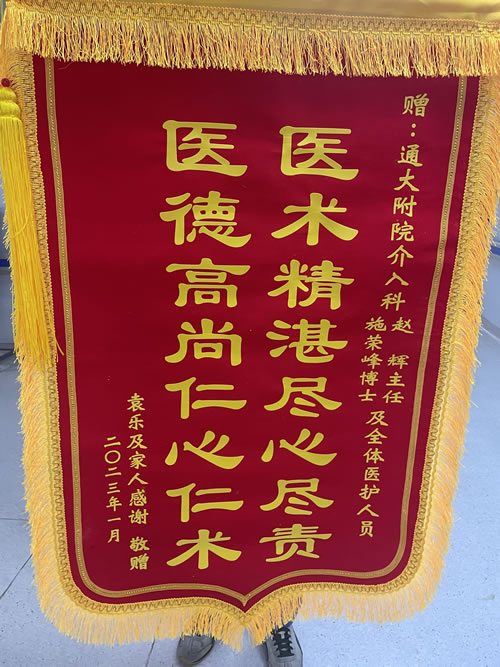 赠：通大附院介入科赵 辉主任
施荣峰博士
及全体医护人员
医术精湛尽心尽责
医德高尚仁心仁术
袁乐及家人感谢 敬赠
二〇二三年一月